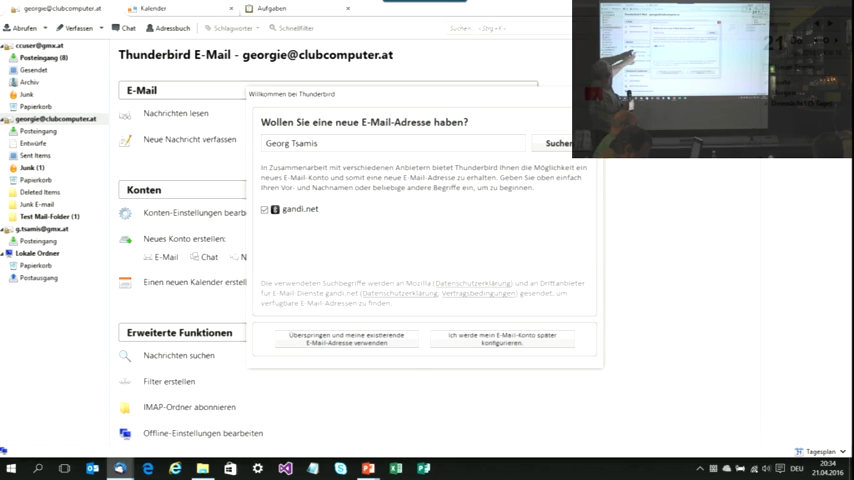 georgie@clubcomputer.at
Kalender
Aufgaben
Abrufen
Verfassen
Chat
Adressbuch
Schlagwörter
Schnellfilter
Suchen... - Strg + F -
ccuser@gmx.at
Posteingang (8)
Gesendet
Archiv
Junk
Papierkorb
georgie@clubcomputer.at
Posteingang
Entwürfe
Sent Items
Junk (1)
Papierkorb
Deleted Items
Junk E-mail
Test Mail-Folder (1)
g.tsamis@gmx.at
Posteingang
Lokale Ordner
Papierkorb
Postausgang
Thunderbird E-Mail - georgie@clubcomputer.at
E-Mail
Nachrichten lesen
Neue Nachricht verfassen
Konten
Konten-Einstellungen bearb
Neues Konto erstellen:
E-Mail
Chat
N
Einen neuen Kalender erstel
Erweiterte Funktionen
Nachrichten suchen
Filter erstellen
IMAP-Ordner abonnieren
Offline-Einstellungen bearbeiten
Willkommen bei Thunderbird
Wollen Sie eine neue E-Mail-Adresse haben?
Georg Tsamis
Suchen
In Zusammenarbeit mit verschiedenen Anbietern bietet Thunderbird Ihnen die Möglichkeit ein
neues E-Mail-Konto und somit eine neue E-Mail-Adresse zu erhalten. Geben Sie oben einfach
Ihren Vor- und Nachnamen oder beliebige andere Begriffe ein, um zu beginnen.
gandi.net
Die verwendeten Suchbegriffe werden an Mozilla (Datenschutzerklärung) und an Drittanbieter
für E-Mail Dienste gandi.net (Datenschutzerklärung, Vertragsbedingungen) gesendet, um
verfügbare E-Mail-Adressen zu finden.
Überspringen und meine existierende
E-Mail-Adresse verwenden
Ich werde mein E-Mail-Konto später
konfigurieren.
21
Tagesplan
DEU
20:34
21.04.2016